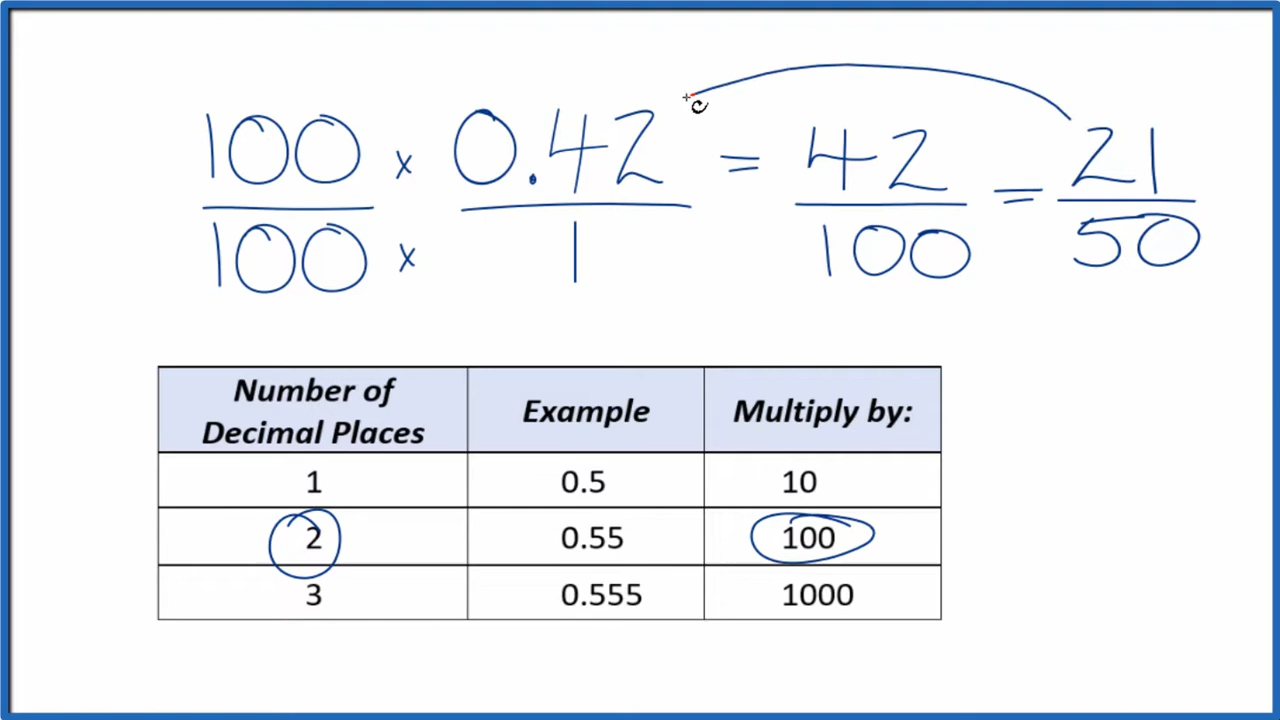 100 × 0.42 = 42 = 21
100 × 1 100 50
Number of Decimal Places Example Multiply by:
1 0.5 10
2 0.55 100
3 0.555 1000